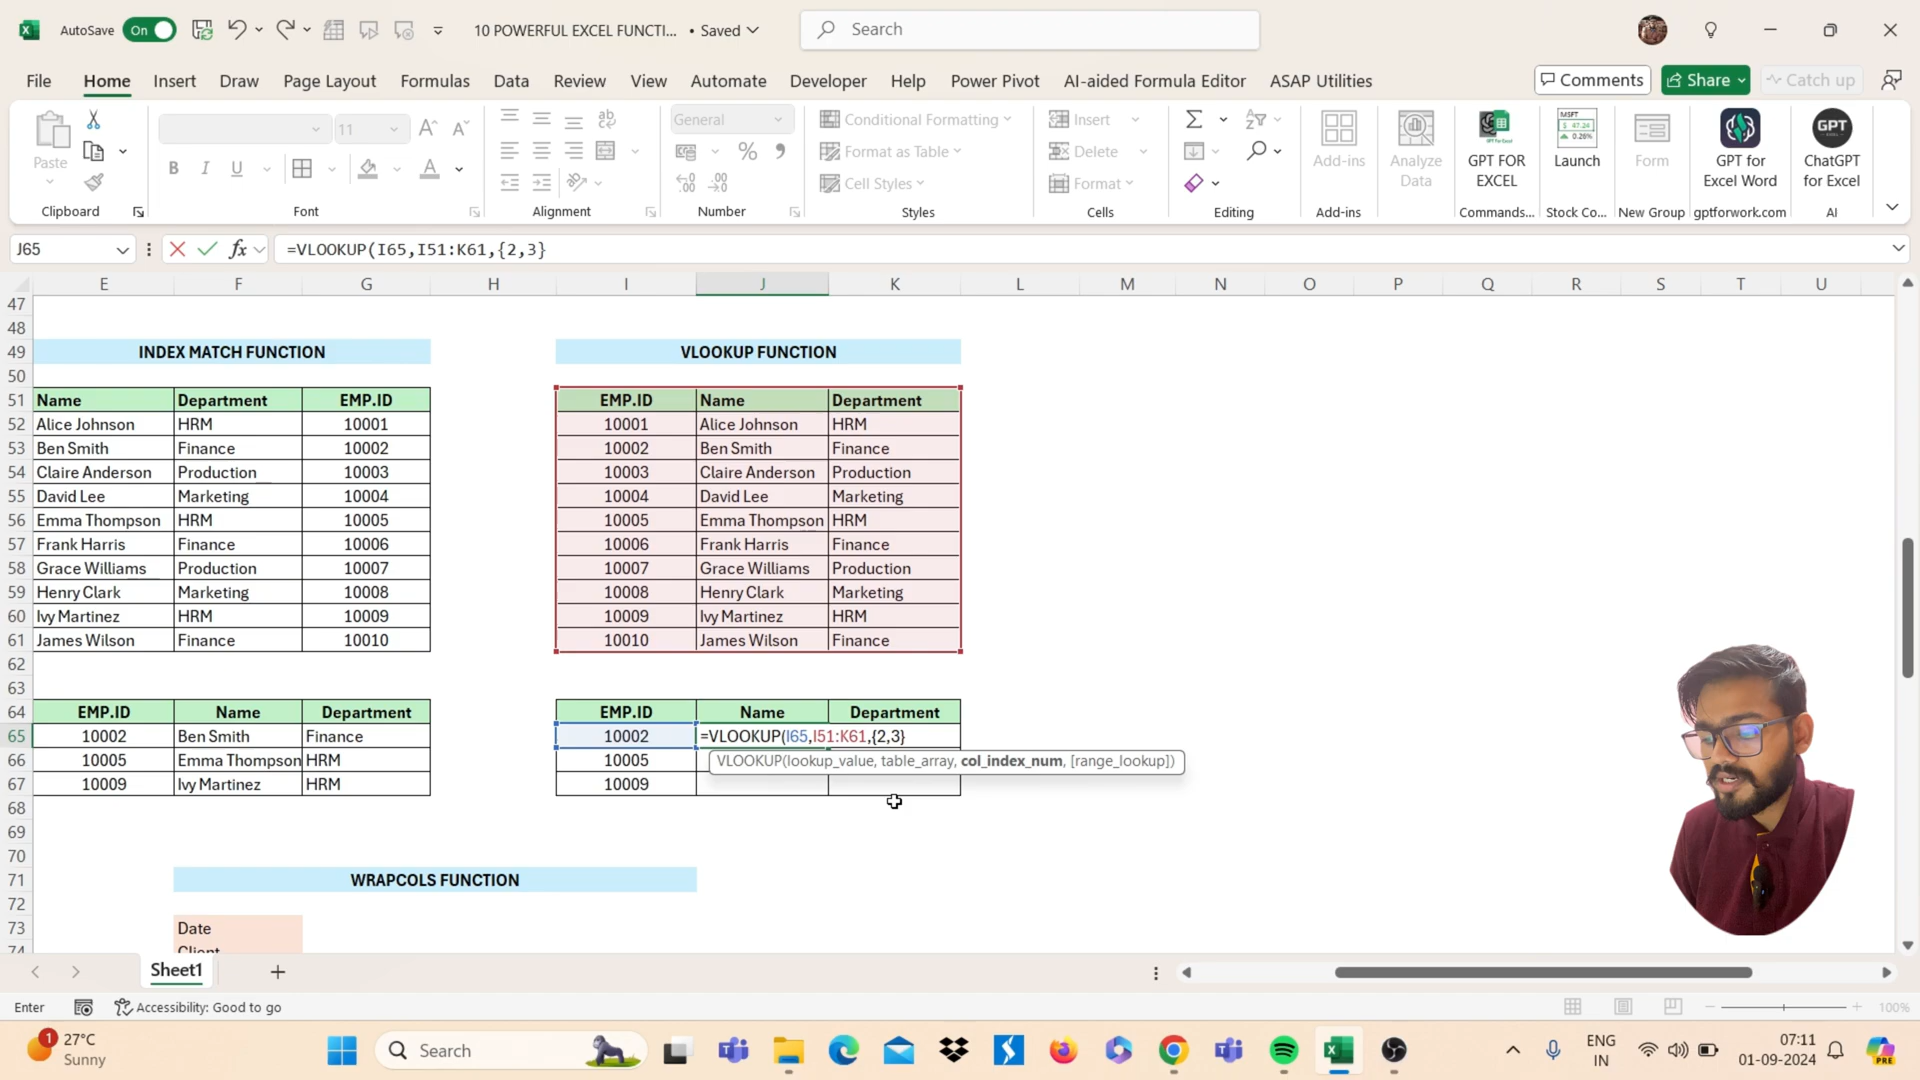 AutoSave On 10 POWERFUL EXCEL FUNCTI... • Saved Search
File Home Insert Draw Page Layout Formulas Data Review View Automate Developer Help Power Pivot AI-aided Formula Editor ASAP Utilities Comments Share Catch up
11 General Conditional Formatting Insert
Paste B I U Format as Table Delete Add-ins Analyze Data GPT FOR EXCEL MSFT $ 47.24 0.26% Launch Form GPT for Excel Word GPT ChatGPT for Excel
Cell Styles Format
Clipboard Font Alignment Number Styles Cells Editing Add-ins Commands... Stock Co... New Group gptforwork.com AI
J65 fx =VLOOKUP(I65,I51:K61,{2,3}
E F G H I J K L M N O P Q R S T U
47
48
49 INDEX MATCH FUNCTION VLOOKUP FUNCTION
50
51 Name Department EMP.ID EMP.ID Name Department
52 Alice Johnson HRM 10001 10001 Alice Johnson HRM
53 Ben Smith Finance 10002 10002 Ben Smith Finance
54 Claire Anderson Production 10003 10003 Claire Anderson Production
55 David Lee Marketing 10004 10004 David Lee Marketing
56 Emma Thompson HRM 10005 10005 Emma Thompson HRM
57 Frank Harris Finance 10006 10006 Frank Harris Finance
58 Grace Williams Production 10007 10007 Grace Williams Production
59 Henry Clark Marketing 10008 10008 Henry Clark Marketing
60 Ivy Martinez HRM 10009 10009 Ivy Martinez HRM
61 James Wilson Finance 10010 10010 James Wilson Finance
62
63
64 EMP.ID Name Department EMP.ID Name Department
65 10002 Ben Smith Finance 10002 =VLOOKUP(I65,I51:K61,{2,3}
66 10005 Emma Thompson HRM 10005 VLOOKUP(lookup_value, table_array, col_index_num, [range_lookup])
67 10009 Ivy Martinez HRM 10009
68
69
70
71 WRAPCOLS FUNCTION
72
73 Date
74 Client
Sheet1
Enter Accessibility: Good to go 100%
1 27°C Sunny Search ENG IN 07:11 01-09-2024 PRE